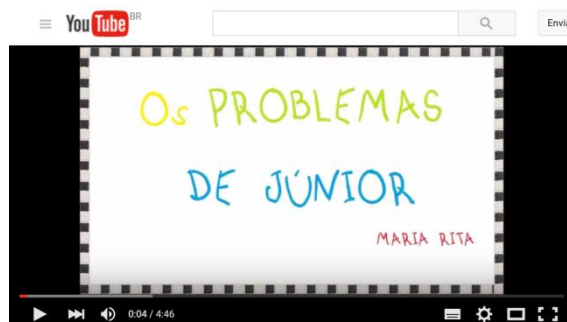 YouTube BR Envia
Os PROBLEMAS
DE JÚNIOR
MARIA RITA
0:04 / 4:46